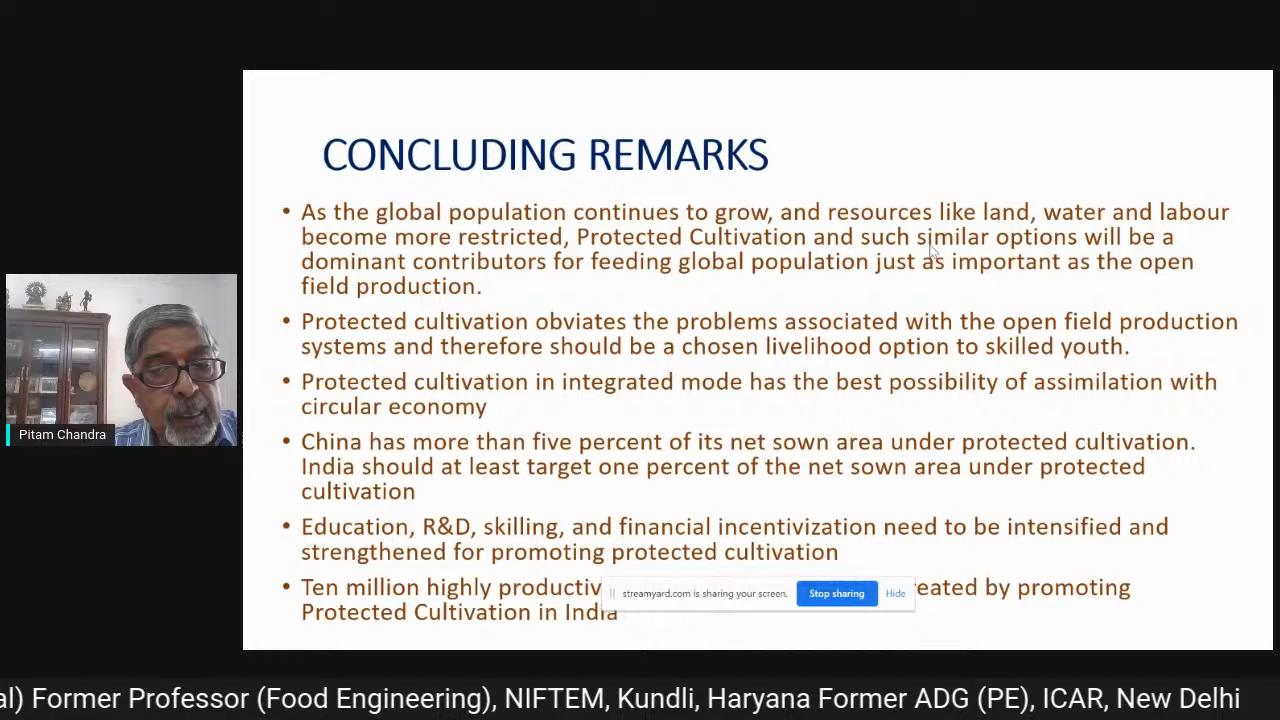 CONCLUDING REMARKS
• As the global population continues to grow, and resources like land, water and labour
become more restricted, Protected Cultivation and such similar options will be a
dominant contributors for feeding global population just as important as the open
field production.
• Protected cultivation obviates the problems associated with the open field production
systems and therefore should be a chosen livelihood option to skilled youth.
• Protected cultivation in integrated mode has the best possibility of assimilation with
circular economy
• China has more than five percent of its net sown area under protected cultivation.
India should at least target one percent of the net sown area under protected
cultivation
• Education, R&D, skilling, and financial incentivization need to be intensified and
strengthened for promoting protected cultivation
• Ten million highly by promoting
Protected Cultivation in India
streamyard.com is sharing your screen.
Stop sharing
Hide
Pitam Chandra
Former Professor (Food Engineering), NIFTEM, Kundli, Haryana Former ADG (PE), ICAR, New Delhi